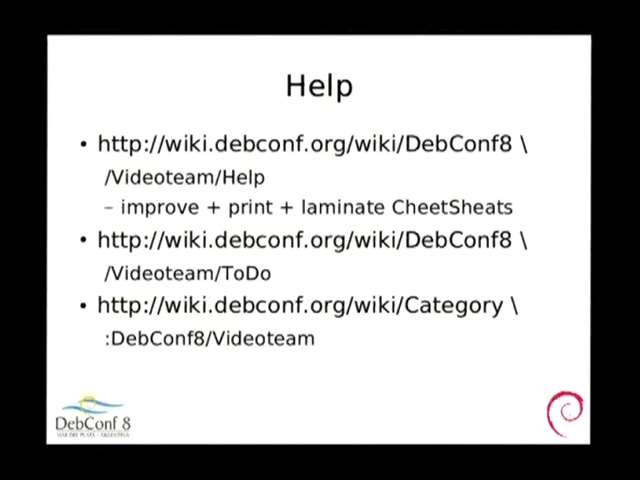 Help
• http://wiki.debconf.org/wiki/DebConf8 \
/Videoteam/Help
– improve + print + laminate CheetSheats
• http://wiki.debconf.org/wiki/DebConf8 \
/Videoteam/ToDo
• http://wiki.debconf.org/wiki/Category \
:DebConf8/Videoteam
DebConf 8
MAR DEL PLATA - ARGENTINA